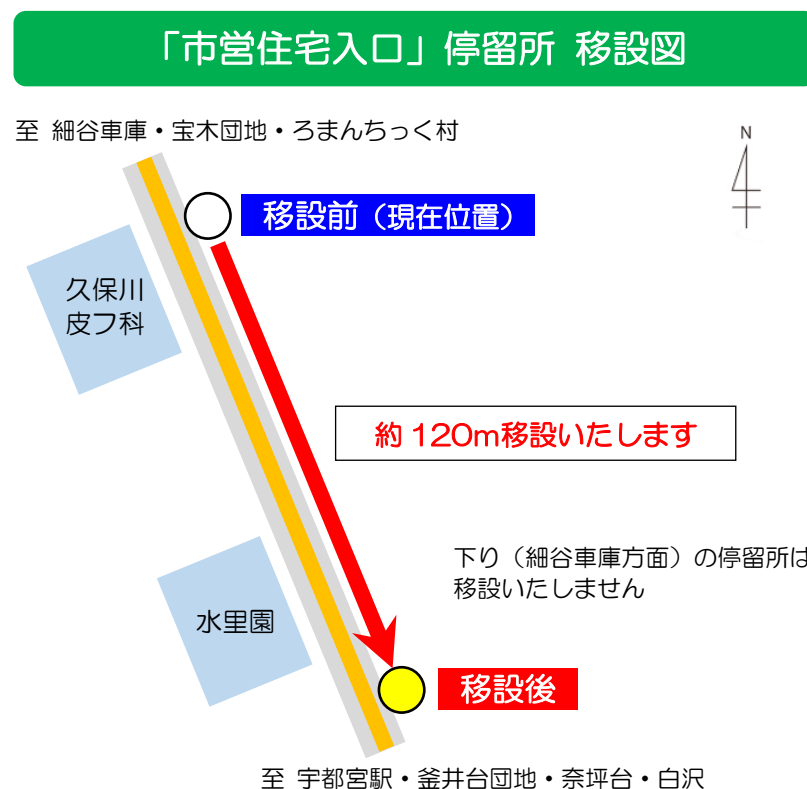 「市営住宅入口」停留所 移設図
至 細谷車庫・宝木団地・ろまんちっく村
N
移設前（現在位置）
久保川
皮フ科
約120m移設いたします
下り（細谷車庫方面）の停留所は
移設いたしません
水里園
移設後
至 宇都宮駅・釜井台団地・奈坪台・白沢